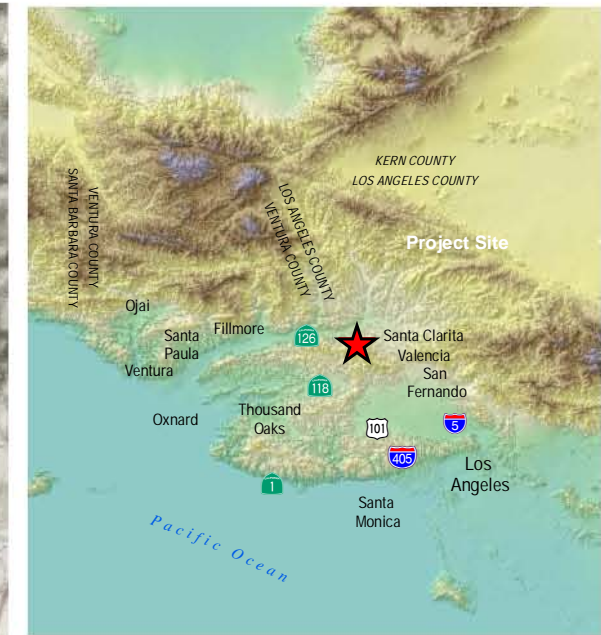 KERN COUNTY
LOS ANGELES COUNTY
SANTA BARBARA COUNTY
VENTURA COUNTY
LOS ANGELES COUNTY
VENTURA COUNTY
Project Site
Ojai
Santa
Paula
Fillmore
126
Santa Clarita
Valencia
San
Fernando
Ventura
118
Oxnard
Thousand
Oaks
101
5
405
Los
Angeles
1
Santa
Monica
Pacific Ocean